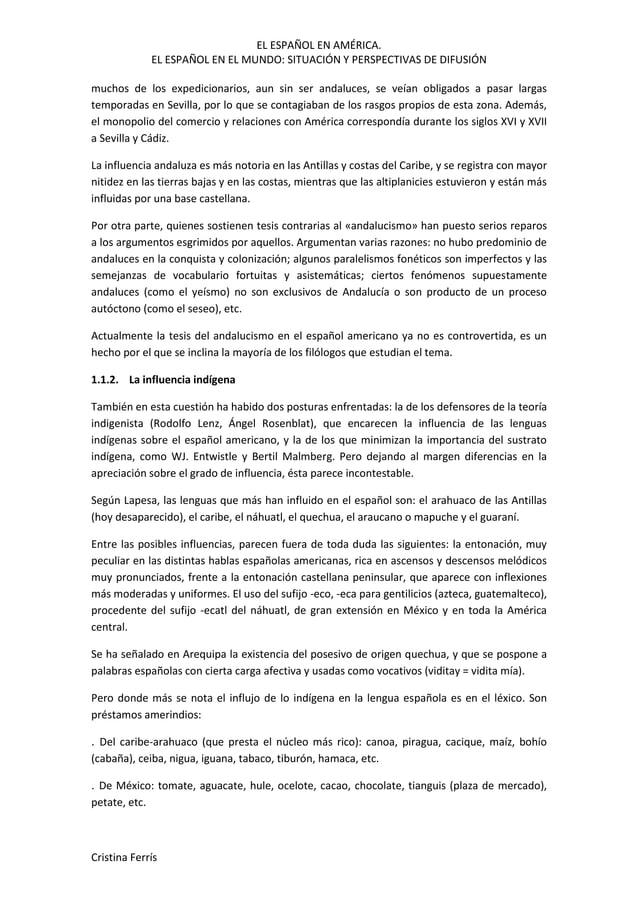 EL ESPAÑOL EN AMÉRICA.
EL ESPAÑOL EN EL MUNDO: SITUACIÓN Y PERSPECTIVAS DE DIFUSIÓN
muchos de los expedicionarios, aun sin ser andaluces, se veían obligados a pasar largas
temporadas en Sevilla, por lo que se contagiaban de los rasgos propios de esta zona. Además,
el monopolio del comercio y relaciones con América correspondía durante los siglos XVI y XVII
a Sevilla y Cádiz.
La influencia andaluza es más notoria en las Antillas y costas del Caribe, y se registra con mayor
nitidez en las tierras bajas y en las costas, mientras que las altiplanicies estuvieron y están más
influidas por una base castellana.
Por otra parte, quienes sostienen tesis contrarias al «andalucismo» han puesto serios reparos
a los argumentos esgrimidos por aquellos. Argumentan varias razones: no hubo predominio de
andaluces en la conquista y colonización; algunos paralelismos fonéticos son imperfectos y las
semejanzas de vocabulario fortuitas y asistemáticas; ciertos fenómenos supuestamente
andaluces (como el yeísmo) no son exclusivos de Andalucía o son producto de un proceso
autóctono (como el seseo), etc.
Actualmente la tesis del andalucismo en el español americano ya no es controvertida, es un
hecho por el que se inclina la mayoría de los filólogos que estudian el tema.
1.1.2. La influencia indígena
También en esta cuestión ha habido dos posturas enfrentadas: la de los defensores de la teoría
indigenista (Rodolfo Lenz, Ángel Rosenblat), que encarecen la influencia de las lenguas
indígenas sobre el español americano, y la de los que minimizan la importancia del sustrato
indígena, como WJ. Entwistle y Bertil Malmberg. Pero dejando al margen diferencias en la
apreciación sobre el grado de influencia, ésta parece incontestable.
Según Lapesa, las lenguas que más han influido en el español son: el arahuaco de las Antillas
(hoy desaparecido), el caribe, el náhuatl, el quechua, el araucano o mapuche y el guaraní.
Entre las posibles influencias, parecen fuera de toda duda las siguientes: la entonación, muy
peculiar en las distintas hablas españolas americanas, rica en ascensos y descensos melódicos
muy pronunciados, frente a la entonación castellana peninsular, que aparece con inflexiones
más moderadas y uniformes. El uso del sufijo -eco, -eca para gentilicios (azteca, guatemalteco),
procedente del sufijo -ecatl del náhuatl, de gran extensión en México y en toda la América
central.
Se ha señalado en Arequipa la existencia del posesivo de origen quechua, y que se pospone a
palabras españolas con cierta carga afectiva y usadas como vocativos (viditay = vidita mía).
Pero donde más se nota el influjo de lo indígena en la lengua española es en el léxico. Son
préstamos amerindios:
. Del caribe-arahuaco (que presta el núcleo más rico): canoa, piragua, cacique, maíz, bohío
(cabaña), ceiba, nigua, iguana, tabaco, tiburón, hamaca, etc.
. De México: tomate, aguacate, hule, ocelote, cacao, chocolate, tianguis (plaza de mercado),
petate, etc.
Cristina Ferrís